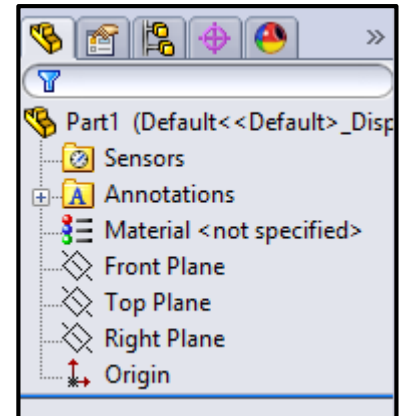 Part1 (Default<<Default>_Disp
Sensors
A Annotations
Material <not specified>
Front Plane
Top Plane
Right Plane
Origin